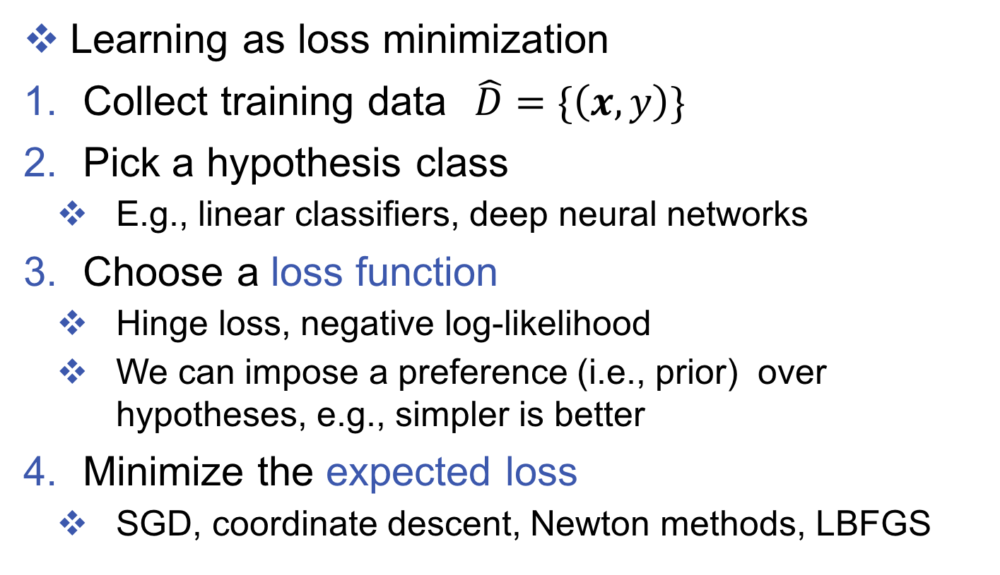 ❖ Learning as loss minimization
1. Collect training data D̂ = {(x, y)}
2. Pick a hypothesis class
❖ E.g., linear classifiers, deep neural networks
3. Choose a loss function
❖ Hinge loss, negative log-likelihood
❖ We can impose a preference (i.e., prior) over
hypotheses, e.g., simpler is better
4. Minimize the expected loss
❖ SGD, coordinate descent, Newton methods, LBFGS